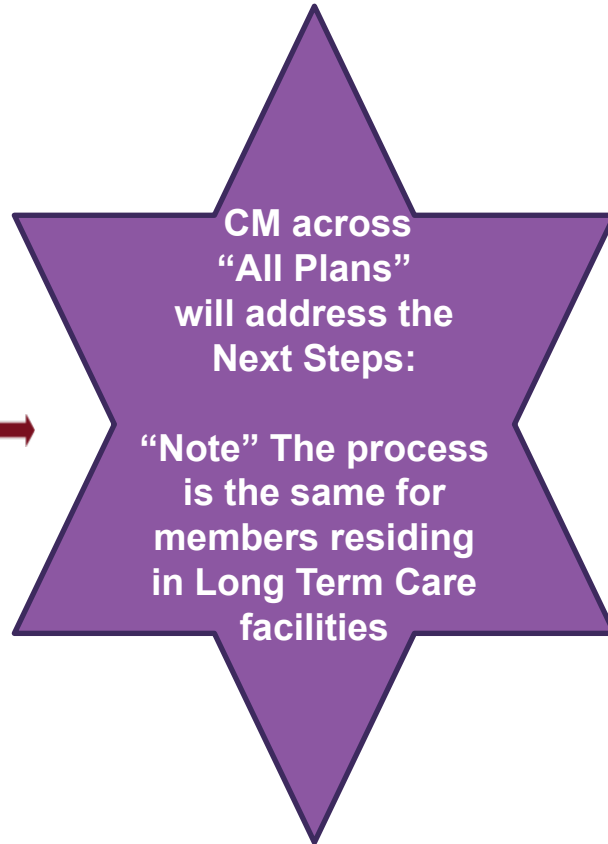 CM across
“All Plans”
will address the
Next Steps:
“Note” The process
is the same for
members residing
in Long Term Care
facilities